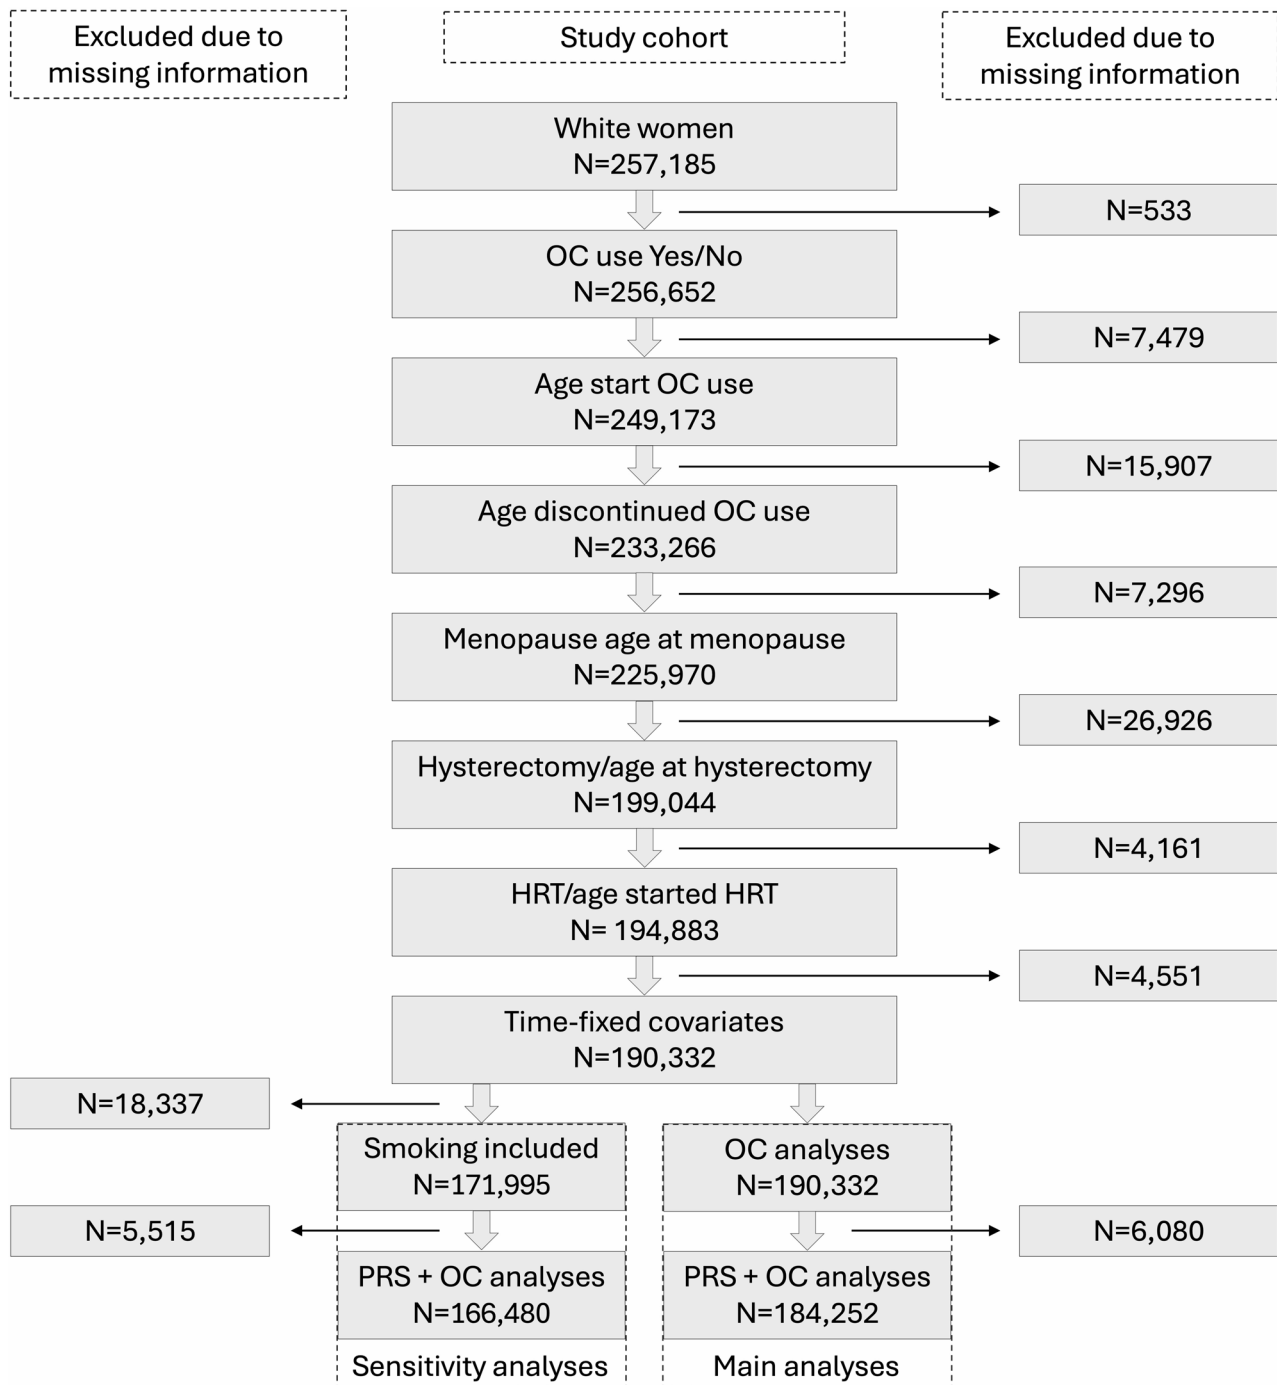 Excluded due to
missing information
Study cohort
Excluded due to
missing information
White women
N=257,185
N=533
OC use Yes/No
N=256,652
N=7,479
Age start OC use
N=249,173
N=15,907
Age discontinued OC use
N=233,266
N=7,296
Menopause age at menopause
N=225,970
N=26,926
Hysterectomy/age at hysterectomy
N=199,044
N=4,161
HRT/age started HRT
N= 194,883
N=4,551
Time-fixed covariates
N=190,332
N=18,337
Smoking included
N=171,995
OC analyses
N=190,332
N=5,515
N=6,080
PRS + OC analyses
N=166,480
PRS + OC analyses
N=184,252
Sensitivity analyses
Main analyses